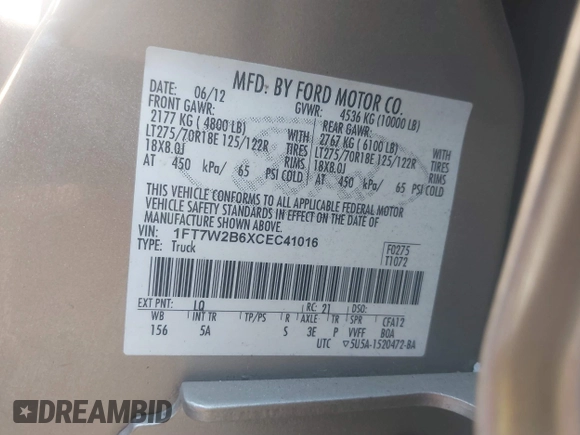 MFD. BY FORD MOTOR CO.
DATE: 06/12 GVWR: 4536 KG (10000 LB)
FRONT GAWR: REAR GAWR:
2177 KG ( 4800 LB) WITH 2767 KG ( 6100 LB) WITH
LT275/70R18E 125/122R TIRES LT275/70R18E 125/122R TIRES
18X8.0J RIMS 18X8.0J RIMS
AT 450 kPa/ 65 PSI COLD AT 450 kPa/ 65 PSI COLD
THIS VEHICLE CONFORMS TO ALL APPLICABLE FEDERAL MOTOR
VEHICLE SAFETY STANDARDS IN EFFECT ON THE DATE OF MANUFACTURE
SHOWN ABOVE.
VIN: 1FT7W2B6XCEC41016
TYPE: Truck
F0275
T1072
EXT PNT: LQ RC: 21 DSO:
WB INT TR TP/PS R AXLE TR SPR CFA12
156 5A S 3E P VVFF BOA
UTC ▽5U5A-1520472-BA
Ford
DREAMBID